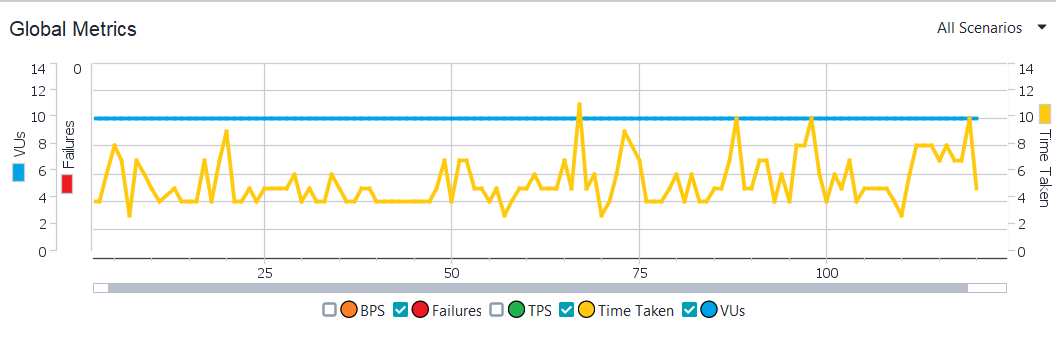 Global Metrics
All Scenarios
14
12
10
8
6
4
2
0
VUs
0
Failures
14
12
10
8
6
4
2
0
Time Taken
25 50 75 100
BPS Failures TPS Time Taken VUs